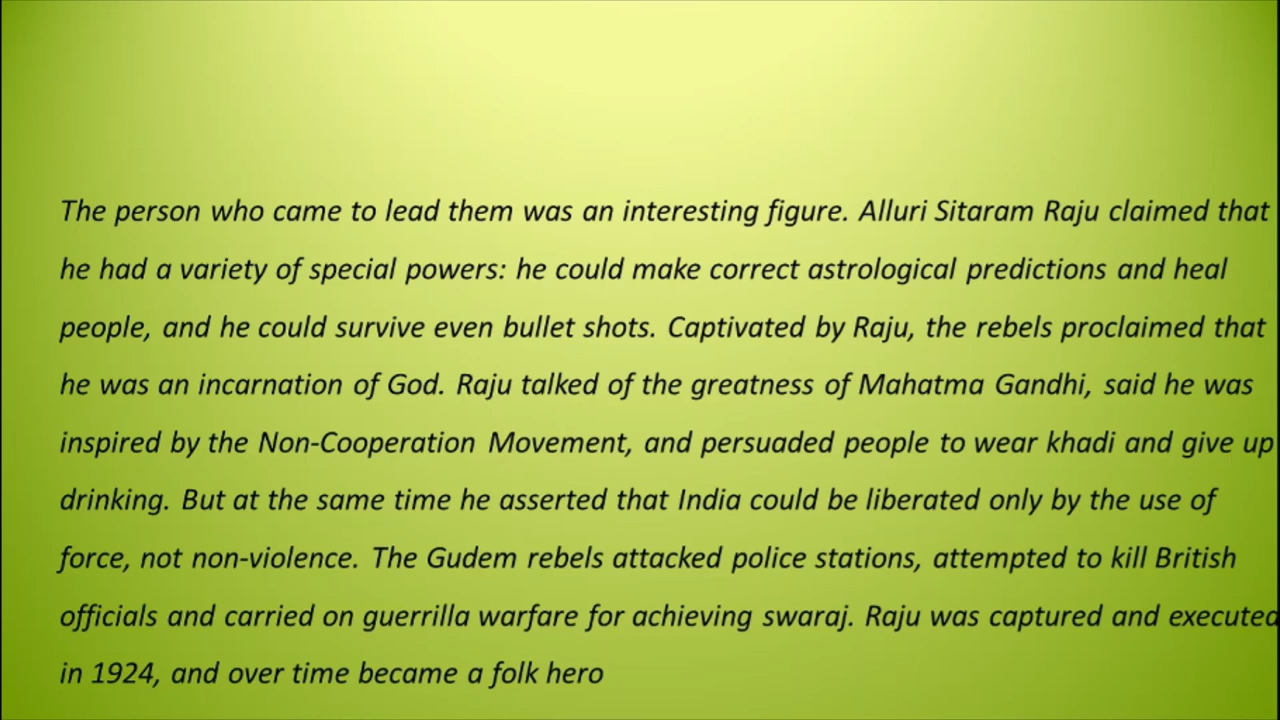 The person who came to lead them was an interesting figure. Alluri Sitaram Raju claimed that
he had a variety of special powers: he could make correct astrological predictions and heal
people, and he could survive even bullet shots. Captivated by Raju, the rebels proclaimed that
he was an incarnation of God. Raju talked of the greatness of Mahatma Gandhi, said he was
inspired by the Non-Cooperation Movement, and persuaded people to wear khadi and give up
drinking. But at the same time he asserted that India could be liberated only by the use of
force, not non-violence. The Gudem rebels attacked police stations, attempted to kill British
officials and carried on guerrilla warfare for achieving swaraj. Raju was captured and executed
in 1924, and over time became a folk hero